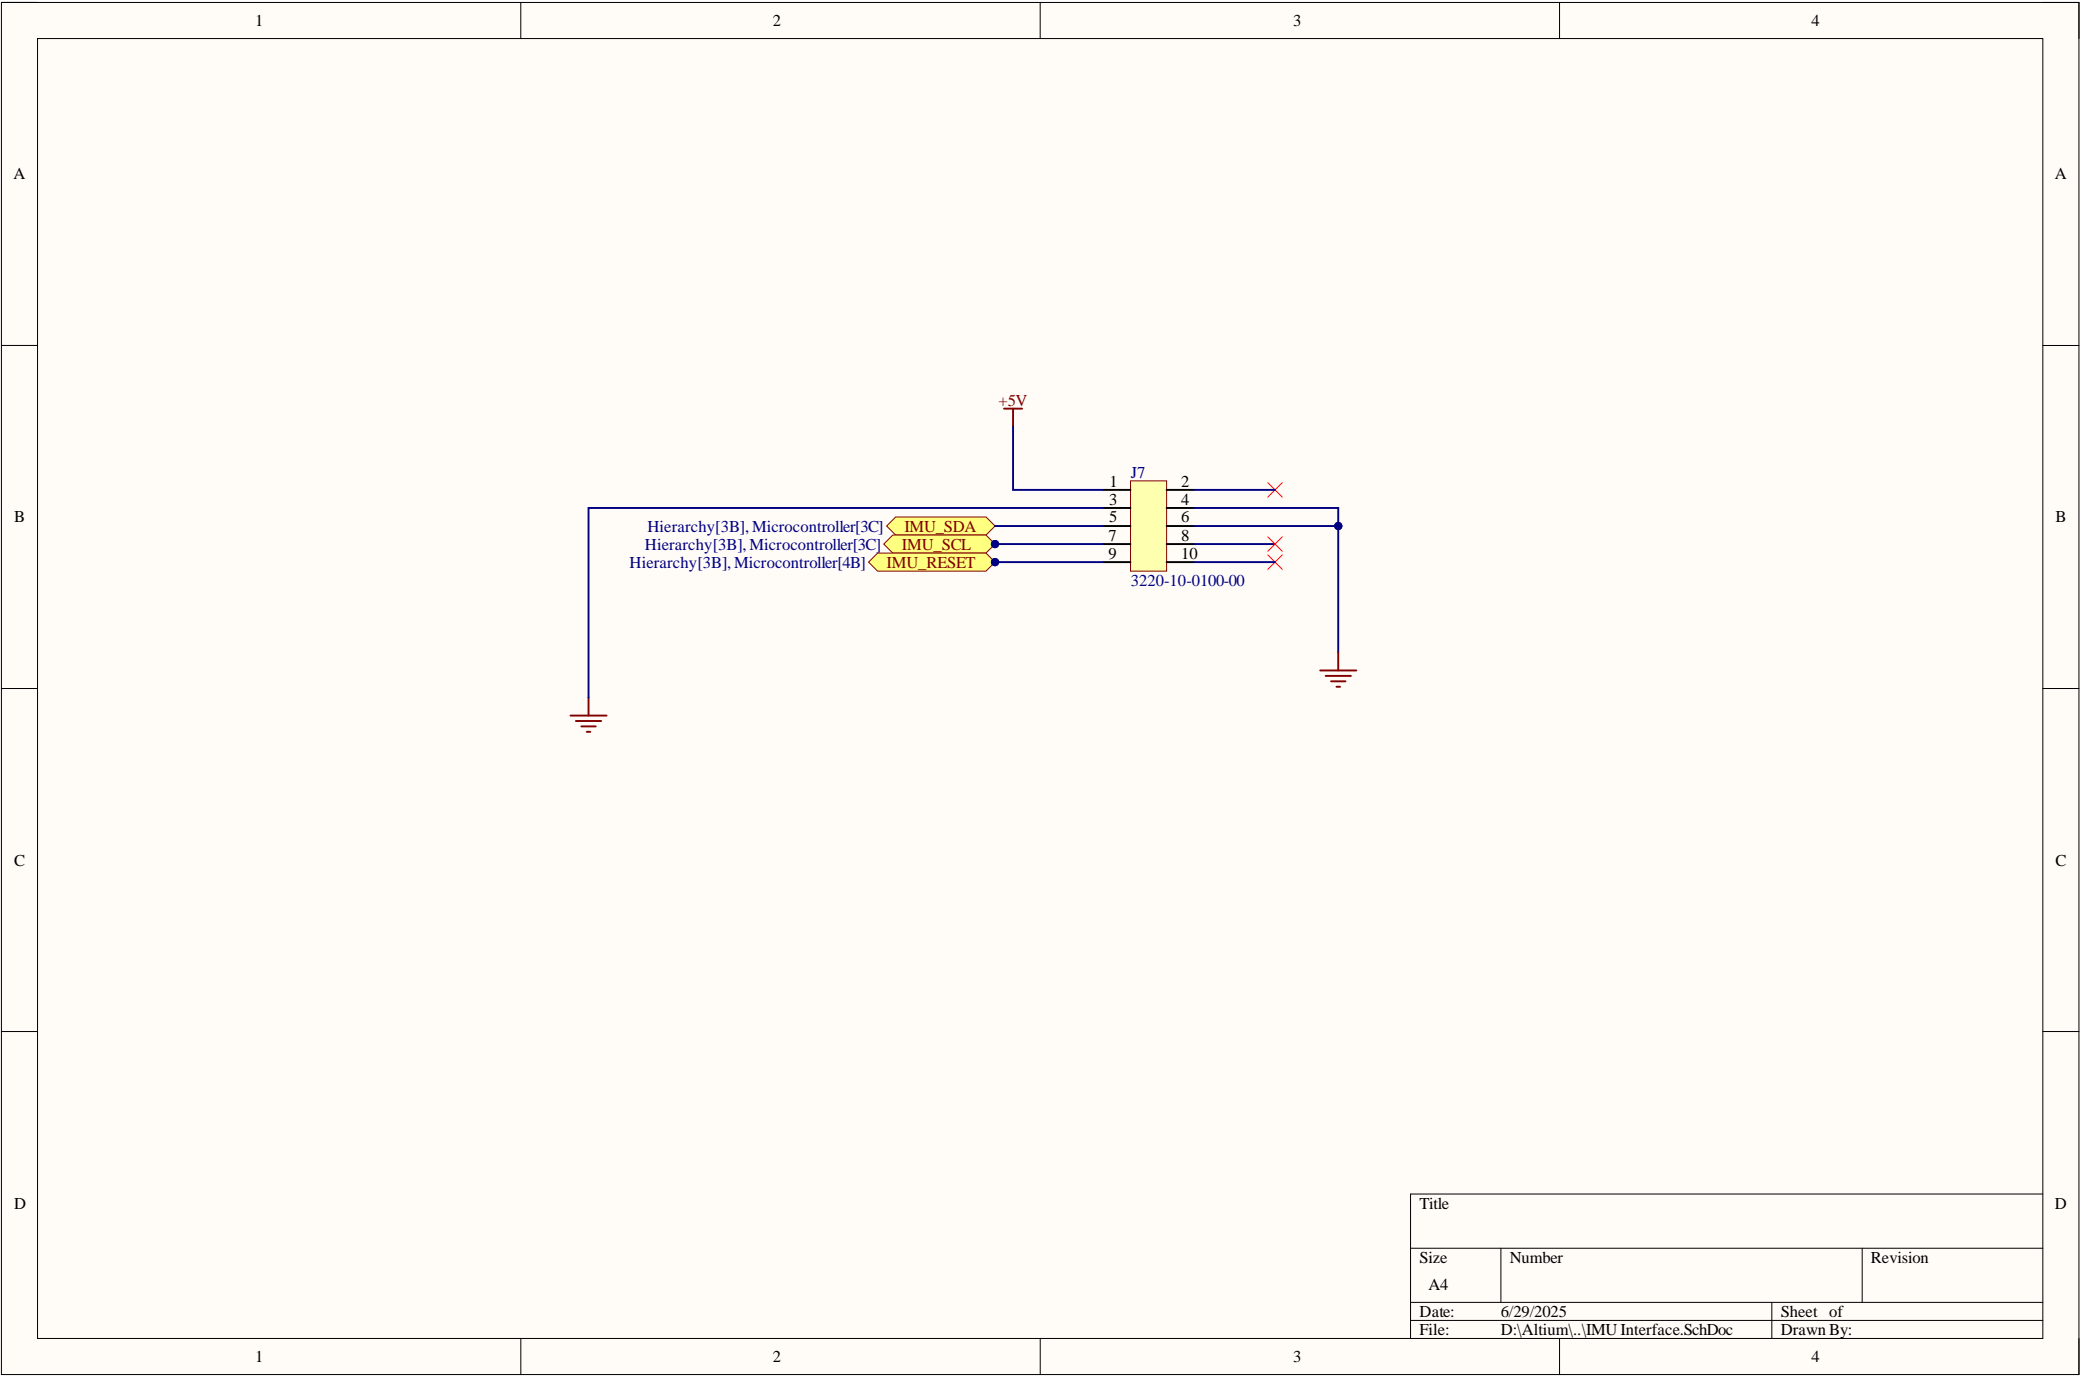 1 2 3 4
A A
+5V
J7
1 2
3 4
B B
5 6
Hierarchy[3B], Microcontroller[3C] IMU_SDA
7 8
Hierarchy[3B], Microcontroller[3C] IMU_SCL
9 10
Hierarchy[3B], Microcontroller[4B] IMU_RESET
3220-10-0100-00
C C
D D
Title
Size Number Revision
A4
Date: 6/29/2025 Sheet of
File: D:\Altium\..\IMU Interface.SchDoc Drawn By:
1 2 3 4